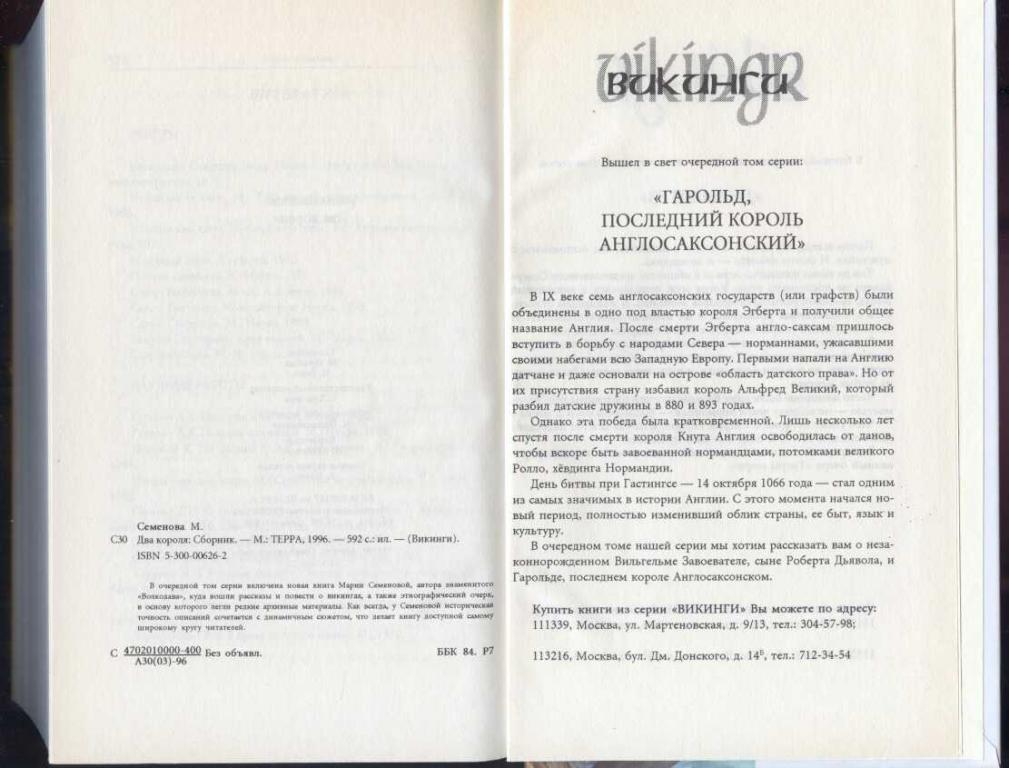 Семенова М.
С30 Два короля: Сборник. — М.: ТЕРРА, 1996. — 592 с.: ил. — (Викинги).
ISBN 5-300-00626-2
В очередной том серии включена новая книга Марии Семеновой, автора знаменитого
«Волкодава», куда вошли рассказы и повести о викингах, а также этнографический очерк,
в основу которого легли редкие архивные материалы. Как всегда, у Семеновой историческая
точность описаний сочетается с динамичным сюжетом, что делает книгу доступной самому
широкому кругу читателей.
С 4702010000-400 Без объявл. ББК 84. Р7
А30(03)-96
vikingr
викинги
Вышел в свет очередной том серии:
«ГАРОЛЬД,
ПОСЛЕДНИЙ КОРОЛЬ
АНГЛОСАКСОНСКИЙ»
В IX веке семь англосаксонских государств (или графств) были
объединены в одно под властью короля Эгберта и получили общее
название Англия. После смерти Эгберта англо-саксам пришлось
вступить в борьбу с народами Севера — норманнами, ужасавшими
своими набегами всю Западную Европу. Первыми напали на Англию
датчане и даже основали на острове «область датского права». Но от
их присутствия страну избавил король Альфред Великий, который
разбил датские дружины в 880 и 893 годах.
Однако эта победа была кратковременной. Лишь несколько лет
спустя после смерти короля Кнута Англия освободилась от данов,
чтобы вскоре быть завоеванной нормандцами, потомками великого
Ролло, хёвдинга Нормандии.
День битвы при Гастингсе — 14 октября 1066 года — стал одним
из самых значимых в истории Англии. С этого момента начался но-
вый период, полностью изменивший облик страны, ее быт, язык и
культуру.
В очередном томе нашей серии мы хотим рассказать вам о неза-
коннорожденном Вильгельме Завоевателе, сыне Роберта Дьявола, и
Гарольде, последнем короле Англосаксонском.
Купить книги из серии «ВИКИНГИ» Вы можете по адресу:
111339, Москва, ул. Мартеновская, д. 9/13, тел.: 304-57-98;
113216, Москва, бул. Дм. Донского, д. 14Б, тел.: 712-34-54